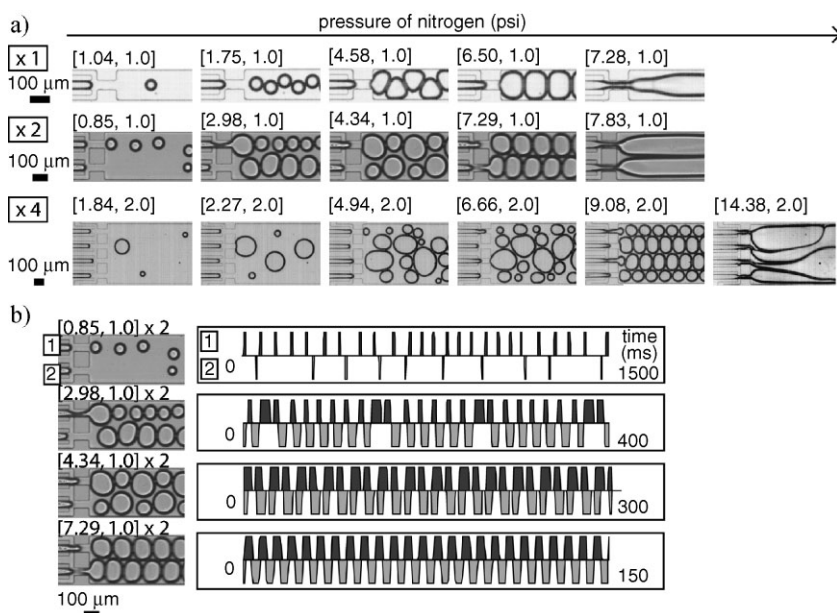 a)
pressure of nitrogen (psi)
x 1
[1.04, 1.0] [1.75, 1.0] [4.58, 1.0] [6.50, 1.0] [7.28, 1.0]
100 μm
x 2
[0.85, 1.0] [2.98, 1.0] [4.34, 1.0] [7.29, 1.0] [7.83, 1.0]
100 μm
x 4
[1.84, 2.0] [2.27, 2.0] [4.94, 2.0] [6.66, 2.0] [9.08, 2.0] [14.38, 2.0]
100 μm
b)
[0.85, 1.0] x 2
1
2
1
2
0
time
(ms)
1500
[2.98, 1.0] x 2
0
400
[4.34, 1.0] x 2
0
300
[7.29, 1.0] x 2
0
150
100 μm